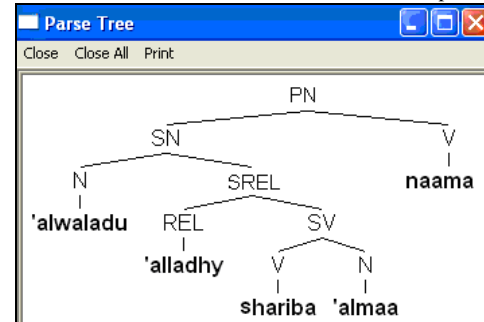 Parse Tree
Close Close All Print
PN
SN V
N SREL naama
'alwaladu REL SV
'alladhy V N
shariba 'almaa